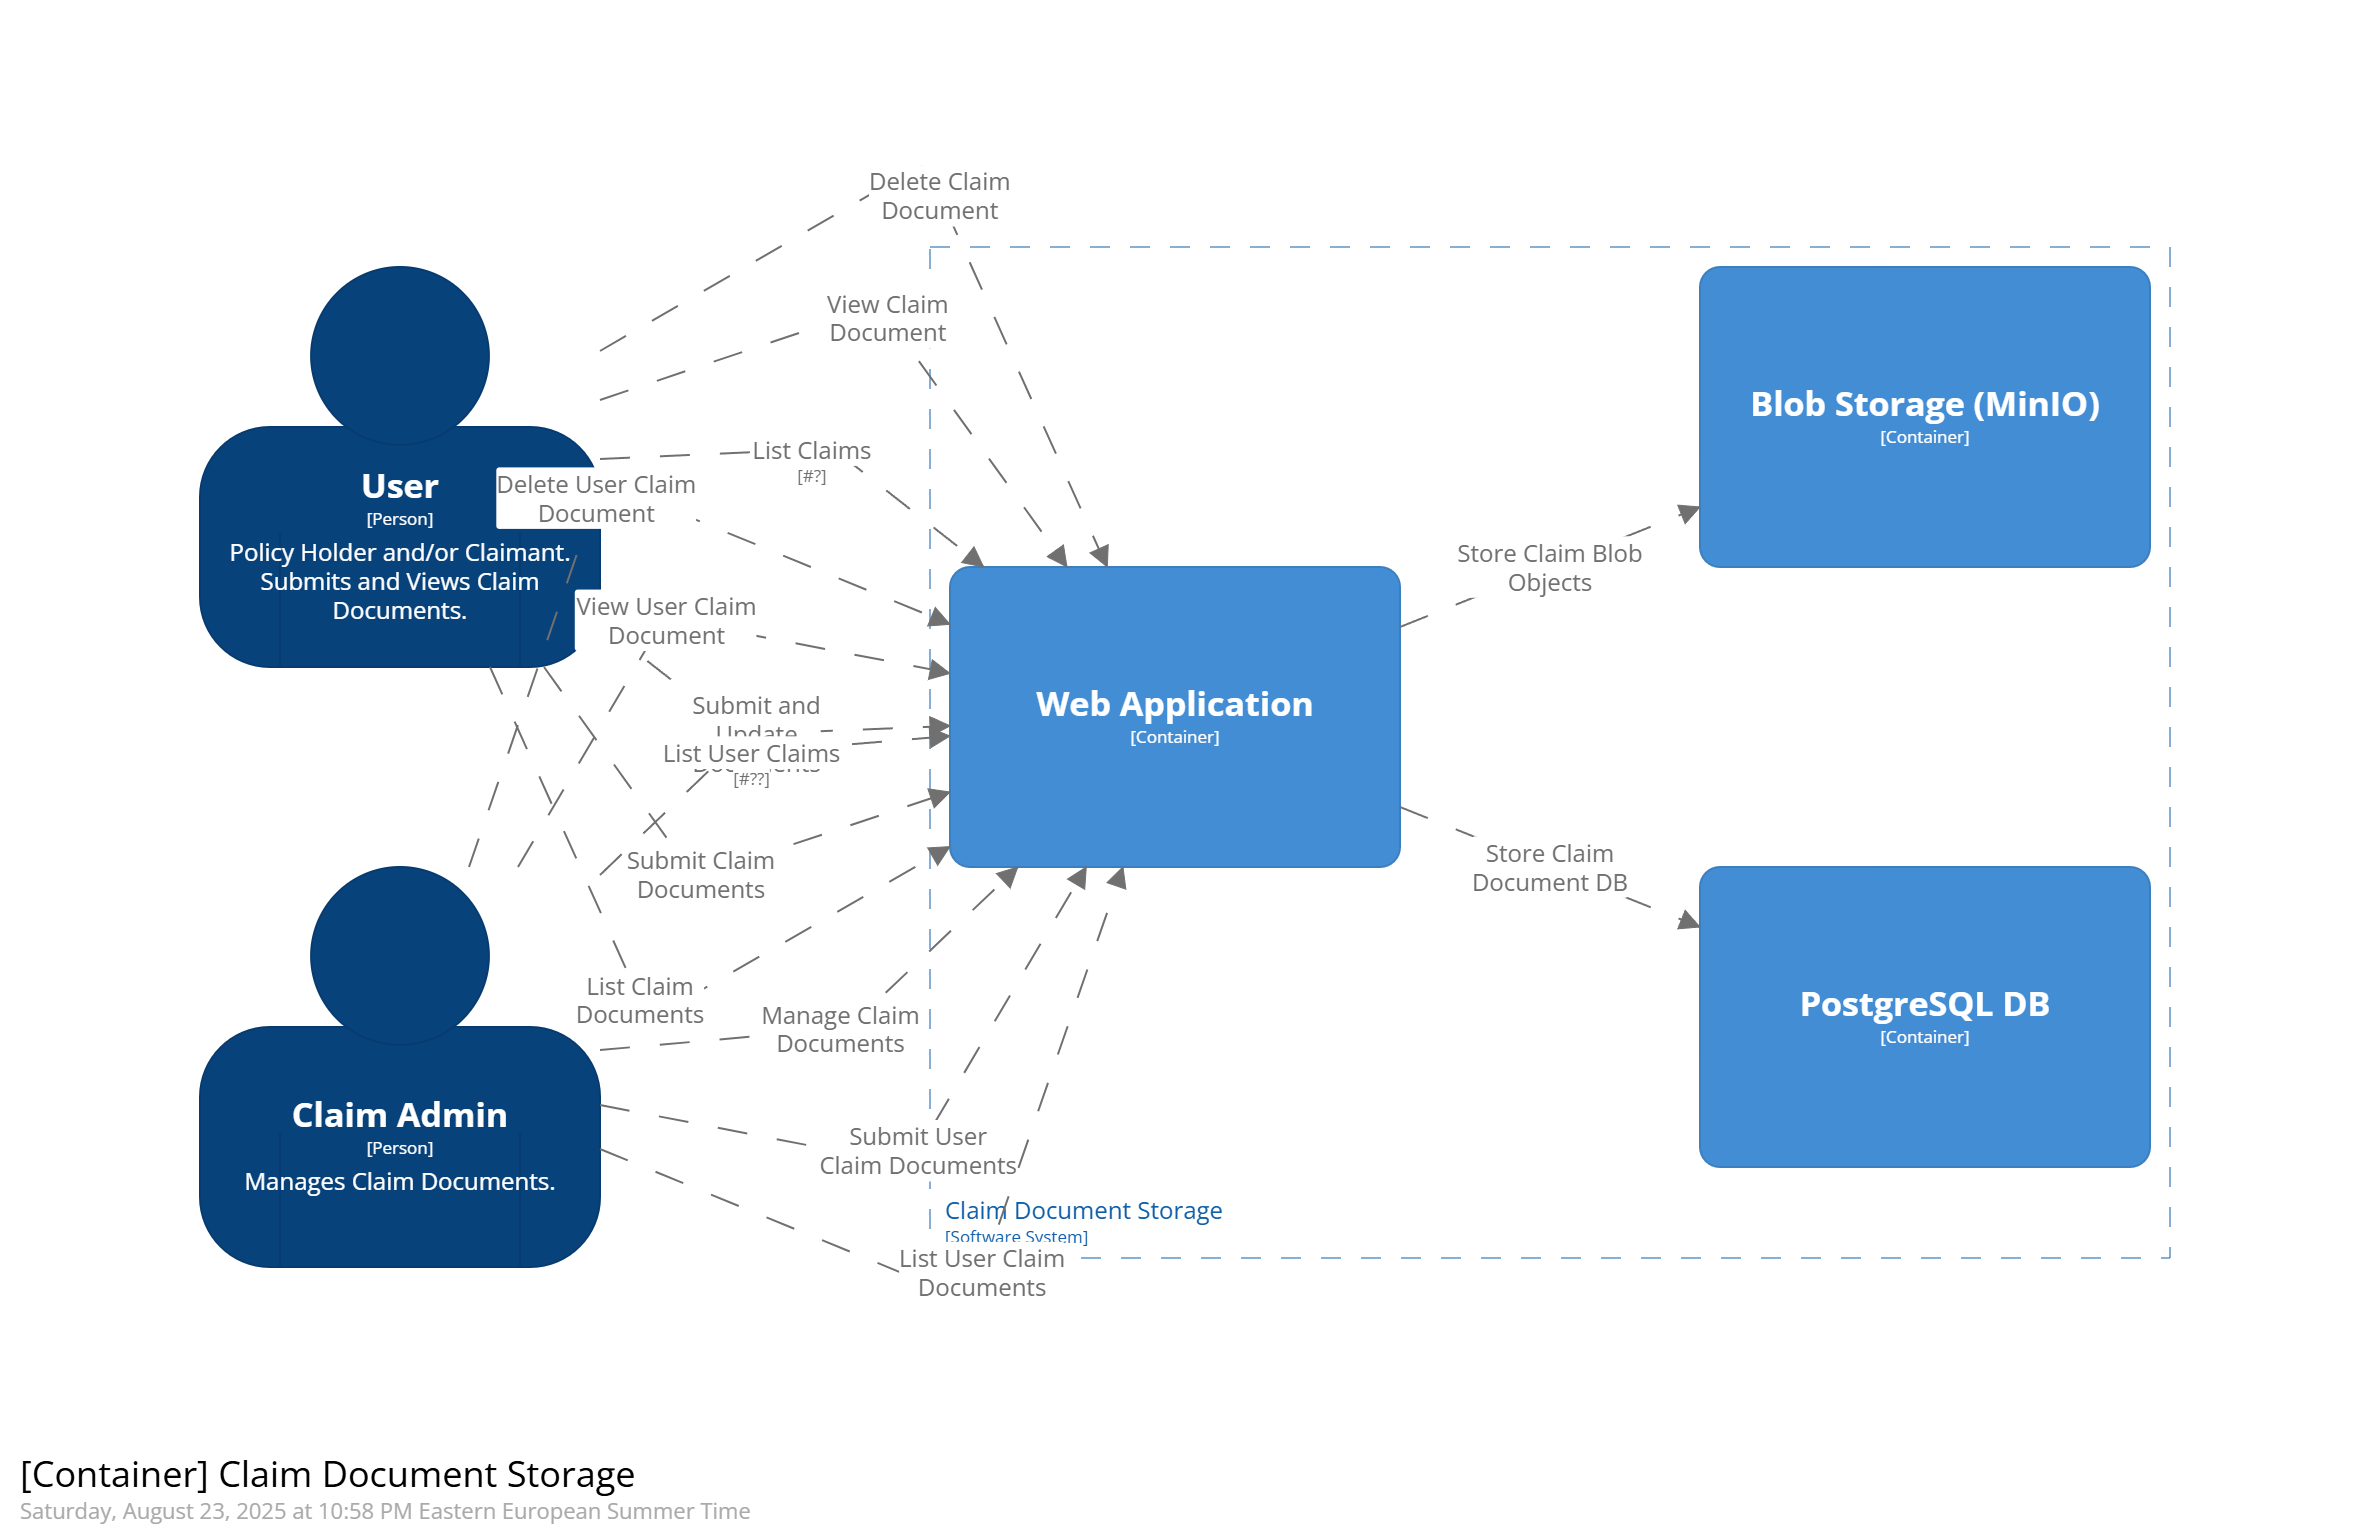 Delete Claim
Document
View Claim
Document
List Claims
[#?]
User
[Person]
Policy Holder and/or Claimant.
Submits and Views Claim
Documents.
Delete User Claim
Document
View User Claim
Document
Submit and
Update
List User Claims
[#??]
Submit Claim
Documents
List Claim
Documents
Manage Claim
Documents
Submit User
Claim Documents
List User Claim
Documents
Claim Admin
[Person]
Manages Claim Documents.
Web Application
[Container]
Store Claim Blob
Objects
Store Claim
Document DB
Blob Storage (MinIO)
[Container]
PostgreSQL DB
[Container]
Claim Document Storage
[Software System]
[Container] Claim Document Storage
Saturday, August 23, 2025 at 10:58 PM Eastern European Summer Time